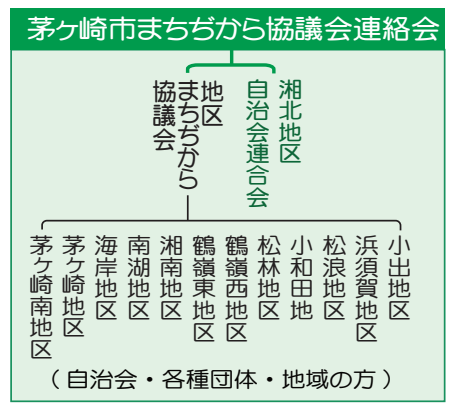 茅ヶ崎市まちぢから協議会連絡会
湘北地区
自治会連合会
地区
まちぢから
協議会
小出地区
浜須賀地区
松浪地区
小和田地
松林地区
鶴嶺西地区
鶴嶺東地区
湘南地区
南湖地区
海岸地区
茅ヶ崎地区
茅ヶ崎南地区
（自治会・各種団体・地域の方）